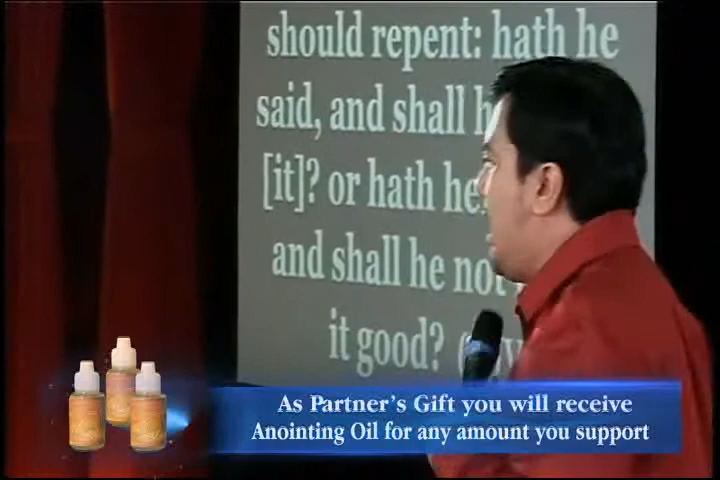 should repent: hath he
said, and shall
[it]? or hath he
and shall he not
it good?
As Partner's Gift you will receive
Anointing Oil for any amount you support